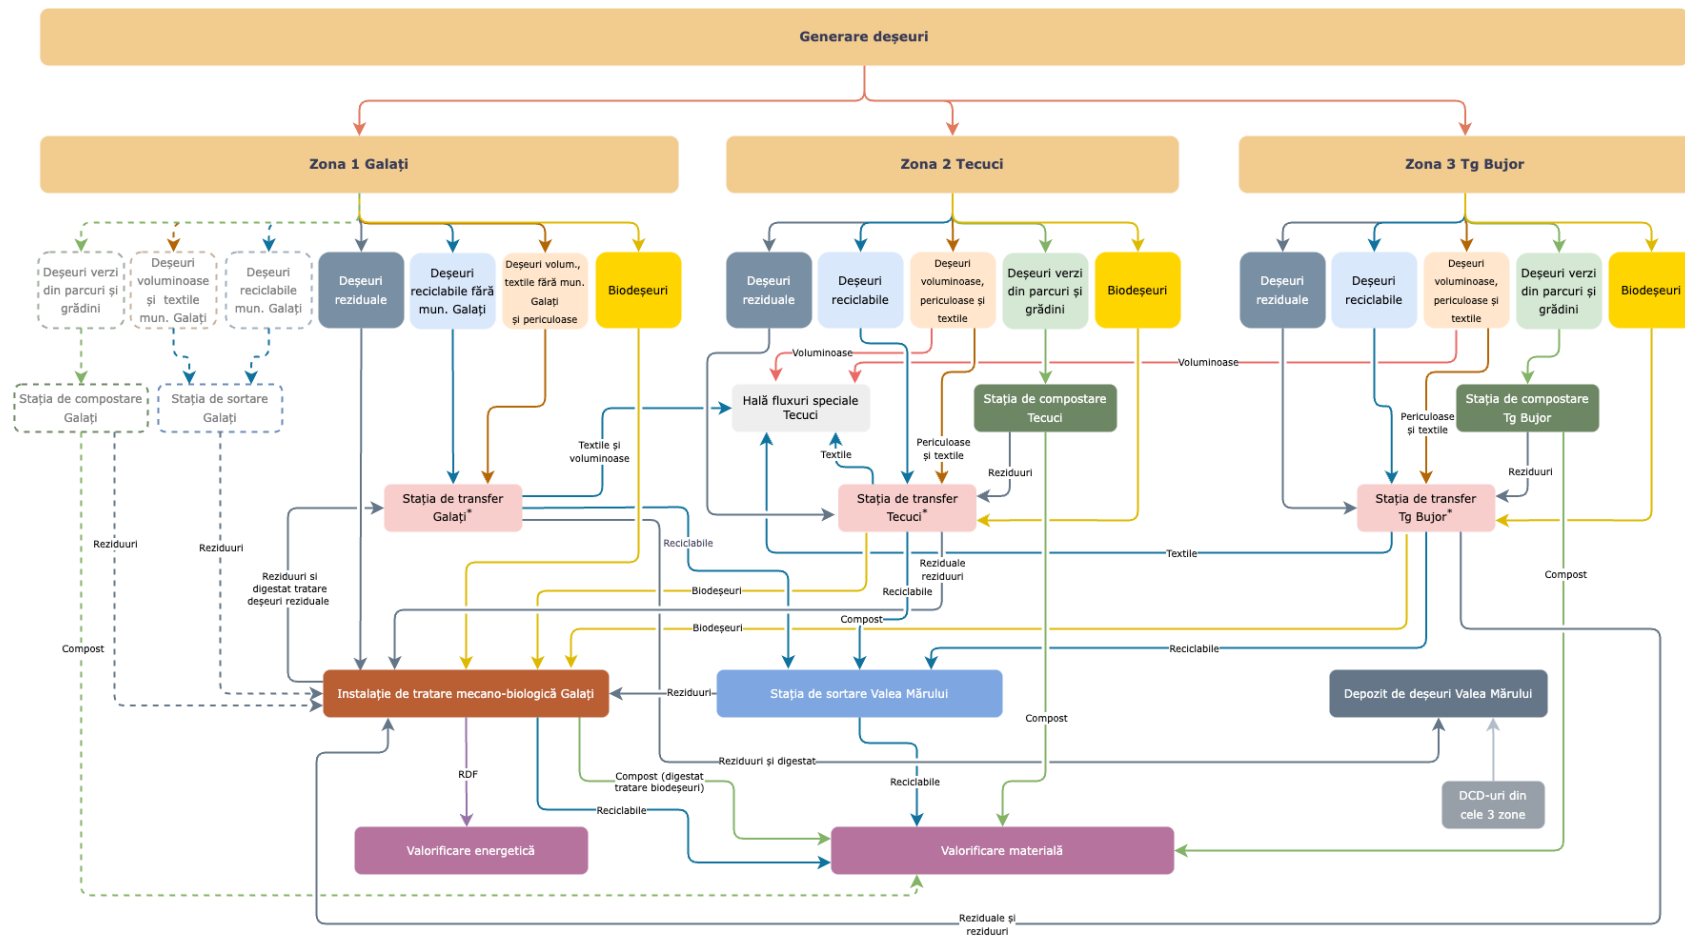 Generare deșeuri
Zona 1 Galați
Zona 2 Tecuci
Zona 3 Tg Bujor
Deșeuri verzi
din parcuri și
grădini
Deșeuri
voluminoase
și textile
mun. Galați
Deșeuri
reciclabile
mun. Galați
Deșeuri
reziduale
Deșeuri
reciclabile fără
mun. Galați
Deșeuri volum.,
textile fără mun.
Galați
și periculoase
Biodeșeuri
Deșeuri
reziduale
Deșeuri
reciclabile
Deșeuri
voluminoase,
periculoase și
textile
Deșeuri verzi
din parcuri și
grădini
Biodeșeuri
Deșeuri
reziduale
Deșeuri
reciclabile
Deșeuri
voluminoase,
periculoase și
textile
Deșeuri verzi
din parcuri și
grădini
Biodeșeuri
Voluminoase
Voluminoase
Stația de compostare
Galați
Stația de sortare
Galați
Hală fluxuri speciale
Tecuci
Stația de compostare
Tecuci
Stația de compostare
Tg Bujor
Textile și
voluminoase
Textile
Periculoase
și textile
Reziduuri
Periculoase
și textile
Reziduuri
Stația de transfer
Galați*
Stația de transfer
Tecuci*
Stația de transfer
Tg Bujor*
Reziduuri
Reziduuri
Reciclabile
Textile
Reziduuri si
digestat tratare
deșeuri reziduale
Reziduale
reziduuri
Biodeșeuri
Reciclabile
Compost
Compost
Biodeșeuri
Compost
Reciclabile
Instalație de tratare mecano-biologică Galați
Reziduuri
Stația de sortare Valea Mărului
Depozit de deșeuri Valea Mărului
Compost
RDF
Reziduuri și digestat
Compost (digestat
tratare biodeșeuri)
Reciclabile
Reciclabile
DCD-uri din
cele 3 zone
Valorificare energetică
Valorificare materială
Reziduale și
reziduuri